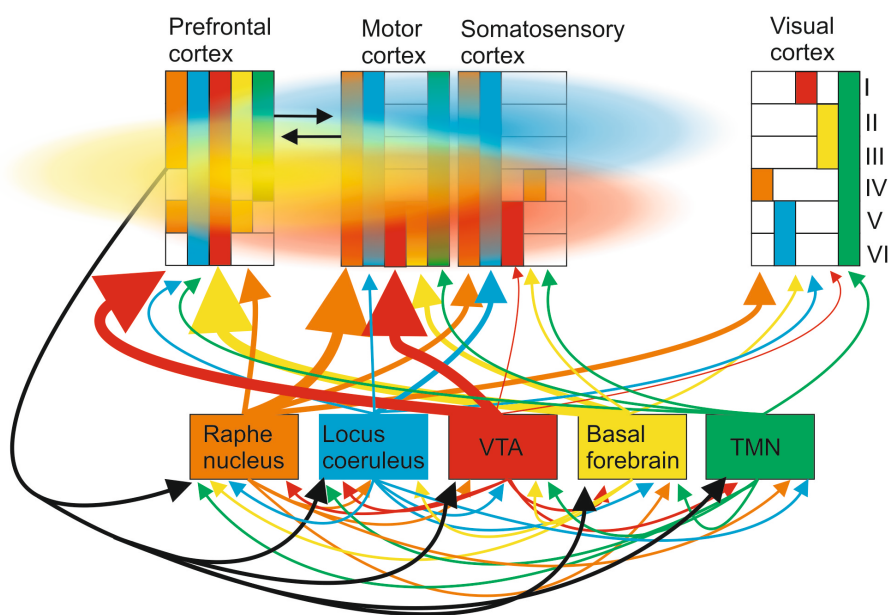 Prefrontal
cortex
Motor
cortex
Somatosensory
cortex
Visual
cortex
I
II
III
IV
V
VI
Raphe
nucleus
Locus
coeruleus
VTA
Basal
forebrain
TMN